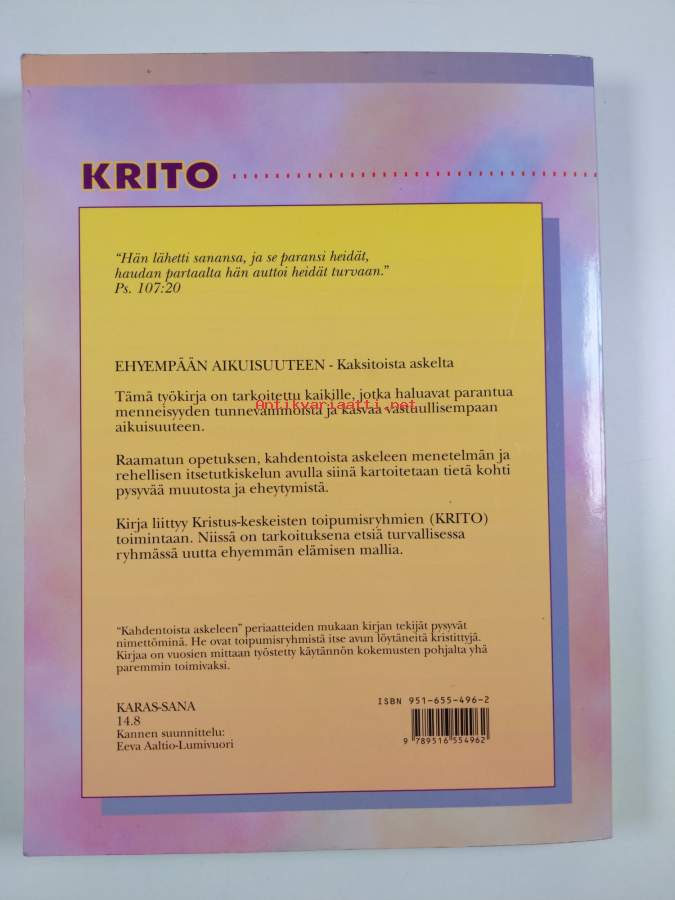 KRITO
“Hän lähetti sanansa, ja se paransi heidät,
haudan partaalta hän auttoi heidät turvaan.”
Ps. 107:20
EHYEMPÄÄN AIKUISUUTEEN - Kaksitoista askelta
Tämä työkirja on tarkoitettu kaikille, jotka haluavat parantua
menneisyyden tunnevammoista ja kasvaa vastuullisempaan
antikvariaatti.net
aikuisuuteen.
Raamatun opetuksen, kahdentoista askeleen menetelmän ja
rehellisen itsetutkiskelun avulla siinä kartoitetaan tietä kohti
pysyvää muutosta ja eheytymistä.
Kirja liittyy Kristus-keskeisten toipumisryhmien (KRITO)
toimintaan. Niissä on tarkoituksena etsiä turvallisessa
ryhmässä uutta ehyemmän elämisen mallia.
“Kahdentoista askeleen” periaatteiden mukaan kirjan tekijät pysyvät
nimettöminä. He ovat toipumisryhmistä itse avun löytäneitä kristittyjä.
Kirjaa on vuosien mittaan työstetty käytännön kokemusten pohjalta yhä
paremmin toimivaksi.
KARAS-SANA
14.8
Kannen suunnittelu:
Eeva Aaltio-Lumivuori
ISBN 951-655-496-2
9 789516 554962